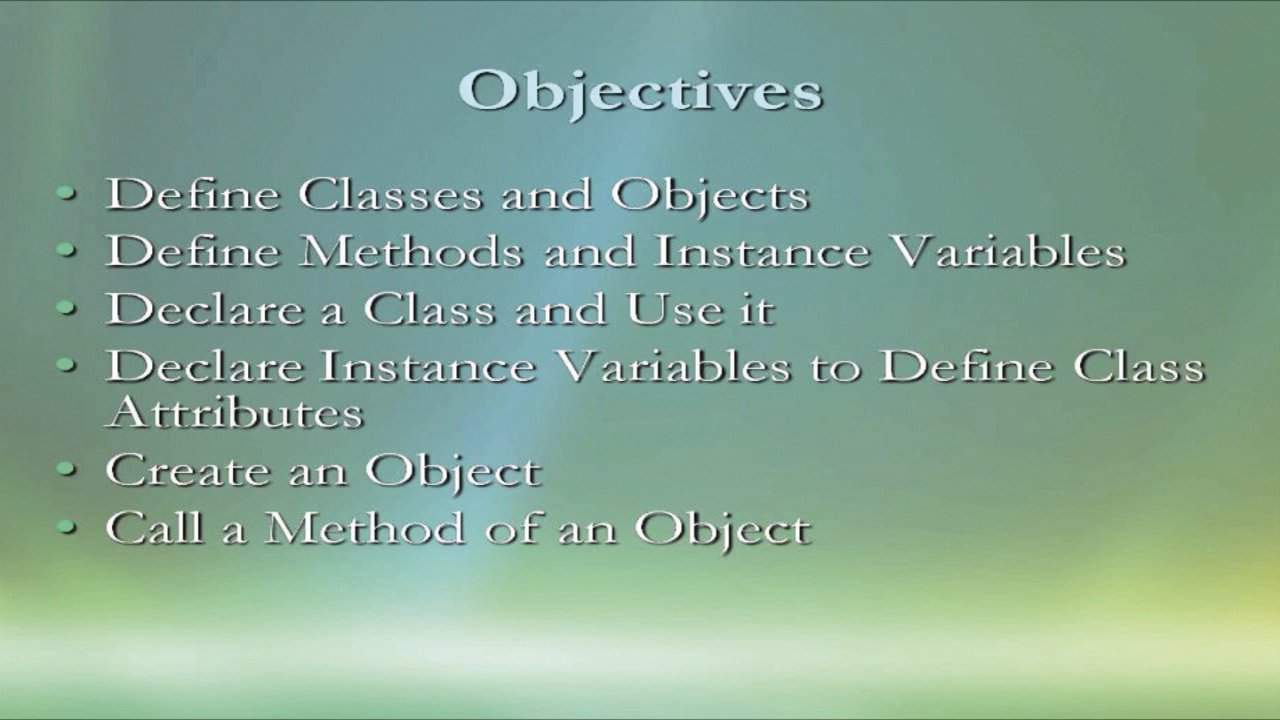 Objectives
• Define Classes and Objects
• Define Methods and Instance Variables
• Declare a Class and Use it
• Declare Instance Variables to Define Class
Attributes
• Create an Object
• Call a Method of an Object